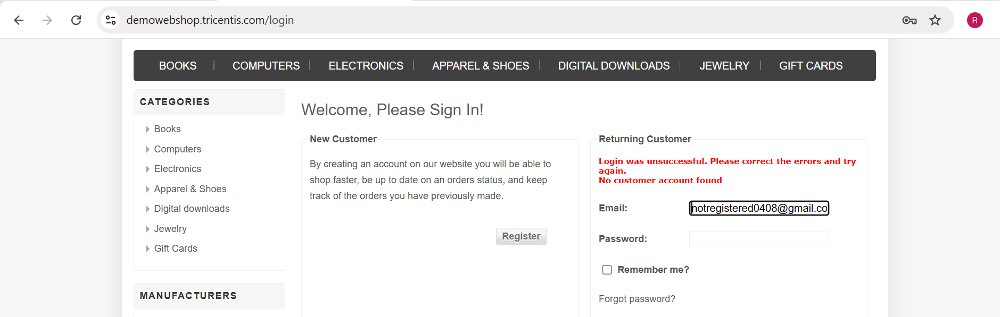 demowebshop.tricentis.com/login
R
BOOKS
COMPUTERS
ELECTRONICS
APPAREL & SHOES
DIGITAL DOWNLOADS
JEWELRY
GIFT CARDS
CATEGORIES
Books
Computers
Electronics
Apparel & Shoes
Digital downloads
Jewelry
Gift Cards
MANUFACTURERS
Welcome, Please Sign In!
New Customer
By creating an account on our website you will be able to
shop faster, be up to date on an orders status, and keep
track of the orders you have previously made.
Register
Returning Customer
Login was unsuccessful. Please correct the errors and try
again.
No customer account found
Email:
notregistered0408@gmail.co
Password:
Remember me?
Forgot password?